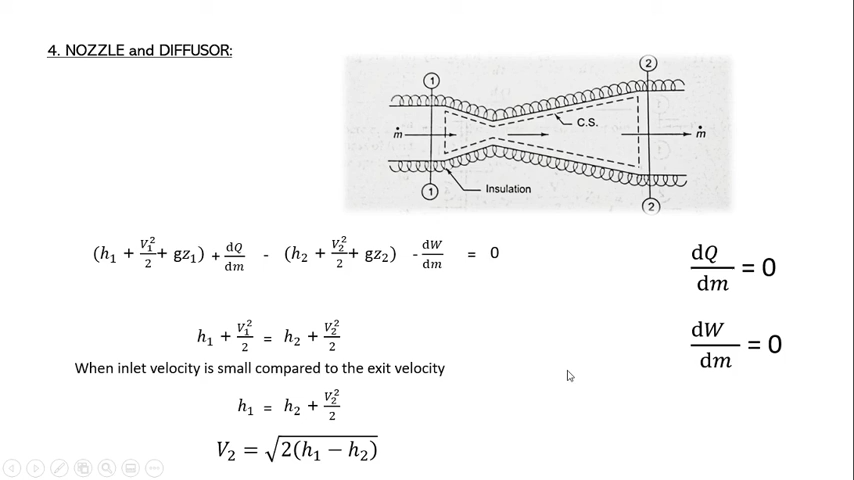 4. NOZZLE and DIFFUSOR:
1
2
C.S.
ṁ
ṁ
Insulation
1
2
(h₁ + V₁²/2 + gz₁) + dQ/dm - (h₂ + V₂²/2 + gz₂) - dW/dm = 0
dQ/dm = 0
dW/dm = 0
h₁ + V₁²/2 = h₂ + V₂²/2
When inlet velocity is small compared to the exit velocity
h₁ = h₂ + V₂²/2
V₂ = √2(h₁ − h₂)